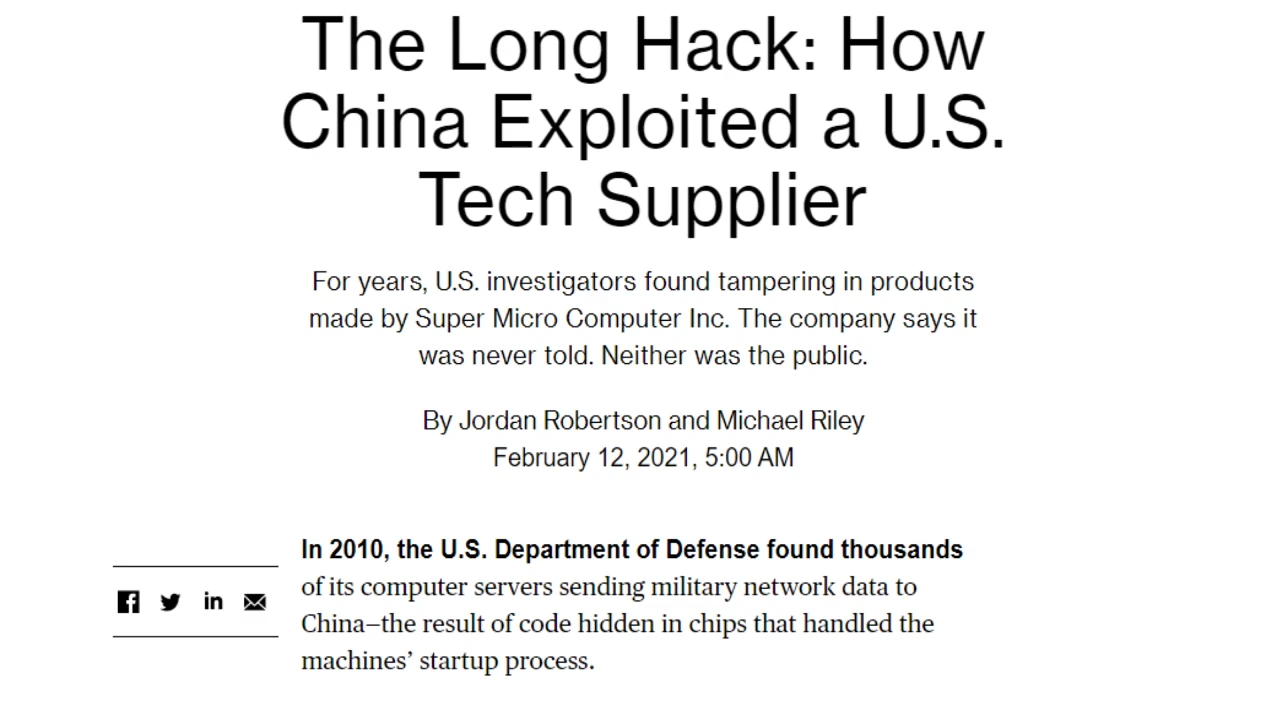 The Long Hack: How
China Exploited a U.S.
Tech Supplier
For years, U.S. investigators found tampering in products
made by Super Micro Computer Inc. The company says it
was never told. Neither was the public.
By Jordan Robertson and Michael Riley
February 12, 2021, 5:00 AM
In 2010, the U.S. Department of Defense found thousands
of its computer servers sending military network data to
China—the result of code hidden in chips that handled the
machines’ startup process.